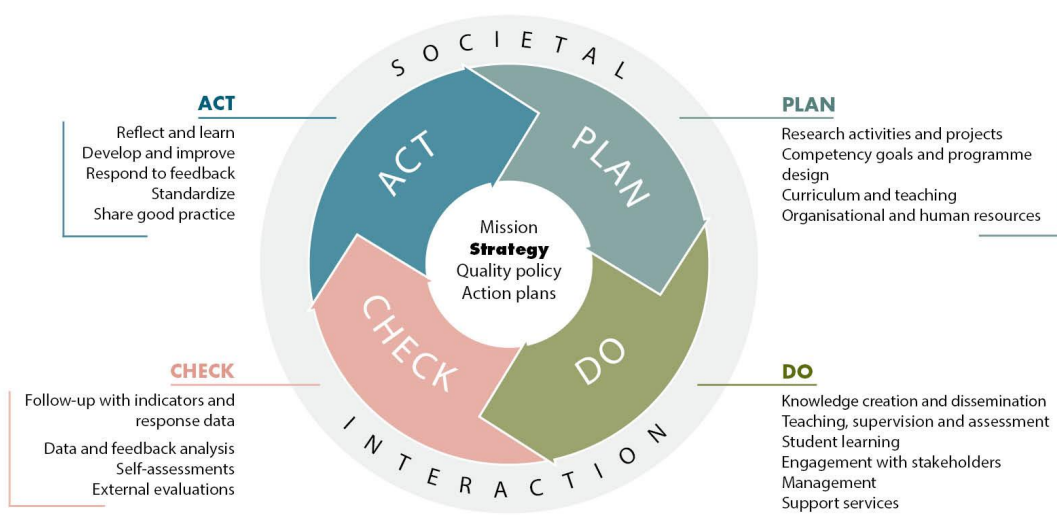 SOCIETAL
ACT
Reflect and learn
Develop and improve
Respond to feedback
Standardize
Share good practice
PLAN
Research activities and projects
Competency goals and programme
design
Curriculum and teaching
Organisational and human resources
ACT
PLAN
Mission
Strategy
Quality policy
Action plans
CHECK
DO
CHECK
Follow-up with indicators and
response data
Data and feedback analysis
Self-assessments
External evaluations
DO
Knowledge creation and dissemination
Teaching, supervision and assessment
Student learning
Engagement with stakeholders
Management
Support services
INTERACTION